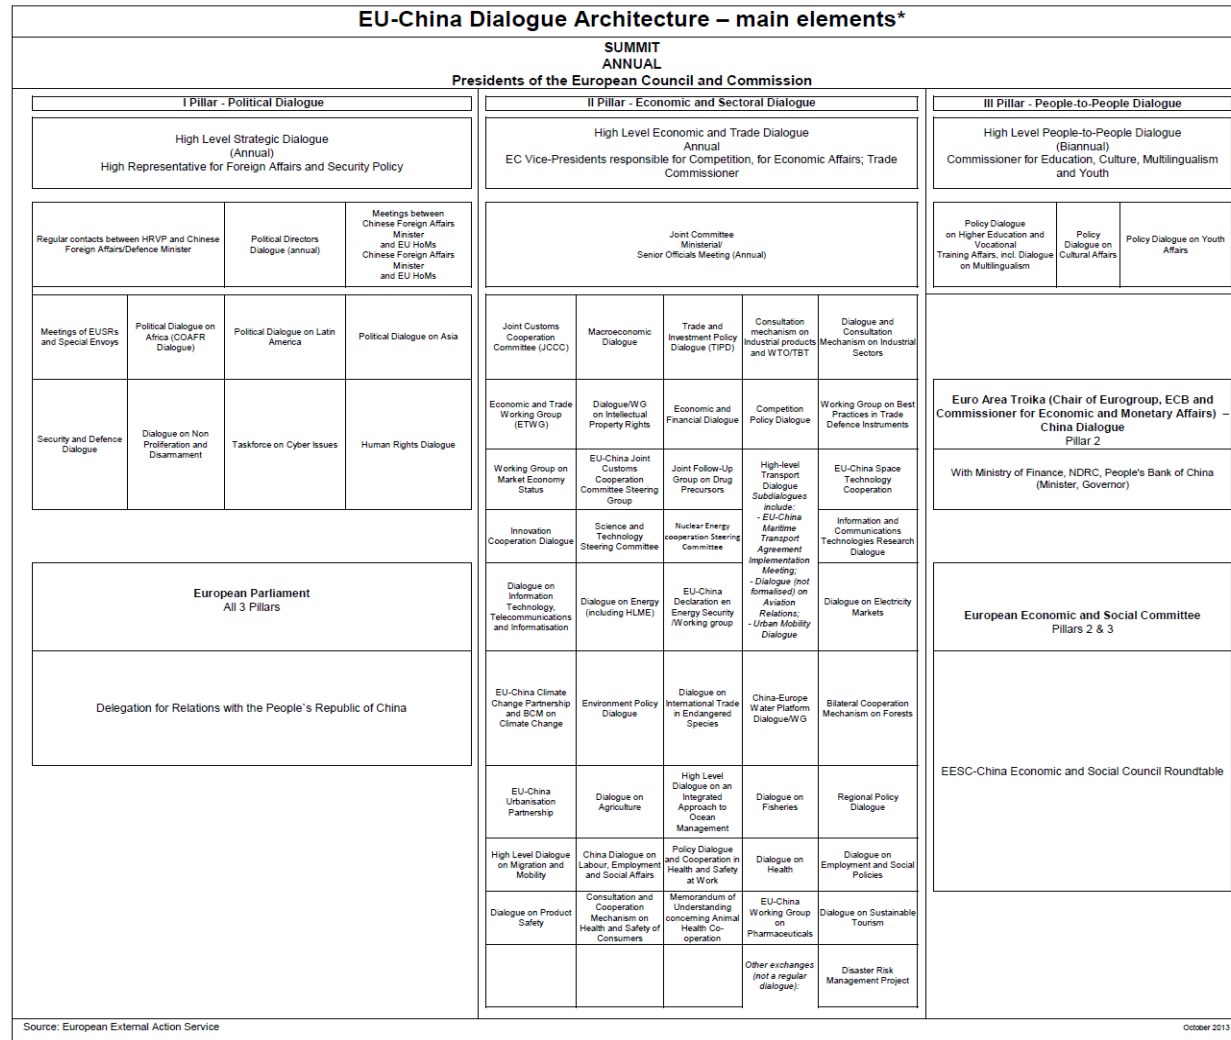 EU-China Dialogue Architecture – main elements*
SUMMIT
ANNUAL
Presidents of the European Council and Commission
I Pillar - Political Dialogue
High Level Strategic Dialogue
(Annual)
High Representative for Foreign Affairs and Security Policy
Regular contacts between HRVP and Chinese
Foreign Affairs/Defence Minister
Political Directors
Dialogue (annual)
Meetings between
Chinese Foreign Affairs
Minister
and EU HoMs
Chinese Foreign Affairs
Minister
and EU HoMs
Meetings of EUSRs
and Special Envoys
Political Dialogue on
Africa (COAFR
Dialogue)
Political Dialogue on Latin
America
Political Dialogue on Asia
Security and Defence
Dialogue
Dialogue on Non
Proliferation and
Disarmament
Taskforce on Cyber Issues
Human Rights Dialogue
European Parliament
All 3 Pillars
Delegation for Relations with the People`s Republic of China
II Pillar - Economic and Sectoral Dialogue
High Level Economic and Trade Dialogue
Annual
EC Vice-Presidents responsible for Competition, for Economic Affairs; Trade
Commissioner
Joint Committee
Ministerial/
Senior Officials Meeting (Annual)
Joint Customs
Cooperation
Committee (JCCC)
Macroeconomic
Dialogue
Trade and
Investment Policy
Dialogue (TIPD)
Consultation
mechanism on
Industrial products
and WTO/TBT
Dialogue and
Consultation
Mechanism on Industrial
Sectors
Economic and Trade
Working Group
(ETWG)
Dialogue/WG
on Intellectual
Property Rights
Economic and
Financial Dialogue
Competition
Policy Dialogue
Working Group on Best
Practices in Trade
Defence Instruments
Working Group on
Market Economy
Status
EU-China Joint
Customs
Cooperation
Committee Steering
Group
Joint Follow-Up
Group on Drug
Precursors
High-level
Transport
Dialogue
Subdialogues
include:
- EU-China
Maritime
Transport
Agreement
Implementation
Meeting;
- Dialogue (not
formalised) on
Aviation
Relations;
- Urban Mobility
Dialogue
EU-China Space
Technology
Cooperation
Innovation
Cooperation Dialogue
Science and
Technology
Steering Committee
Nuclear Energy
cooperation Steering
Committee
Information and
Communications
Technologies Research
Dialogue
Dialogue on
Information
Technology,
Telecommunications
and Informatisation
Dialogue on Energy
(including HLME)
EU-China
Declaration en
Energy Security
/Working group
Dialogue on Electricity
Markets
EU-China Climate
Change Partnership
and BCM on
Climate Change
Environment Policy
Dialogue
Dialogue on
International Trade
in Endangered
Species
China-Europe
Water Platform
Dialogue/WG
Bilateral Cooperation
Mechanism on Forests
EU-China
Urbanisation
Partnership
Dialogue on
Agriculture
High Level
Dialogue on an
Integrated
Approach to
Ocean
Management
Dialogue on
Fisheries
Regional Policy
Dialogue
High Level Dialogue
on Migration and
Mobility
China Dialogue on
Labour, Employment
and Social Affairs
Policy Dialogue
and Cooperation in
Health and Safety
at Work
Dialogue on
Health
Dialogue on
Employment and Social
Policies
Dialogue on Product
Safety
Consultation and
Cooperation
Mechanism on
Health and Safety of
Consumers
Memorandum of
Understanding
concerning Animal
Health Co-
operation
EU-China
Working Group
on
Pharmaceuticals
Dialogue on Sustainable
Tourism
Other exchanges
(not a regular
dialogue):
Disaster Risk
Management Project
III Pillar - People-to-People Dialogue
High Level People-to-People Dialogue
(Biannual)
Commissioner for Education, Culture, Multilingualism
and Youth
Policy Dialogue
on Higher Education and
Vocational
Training Affairs, incl. Dialogue
on Multilingualism
Policy
Dialogue on
Cultural Affairs
Policy Dialogue on Youth
Affairs
Euro Area Troika (Chair of Eurogroup, ECB and
Commissioner for Economic and Monetary Affairs) –
China Dialogue
Pillar 2
With Ministry of Finance, NDRC, People's Bank of China
(Minister, Governor)
European Economic and Social Committee
Pillars 2 & 3
EESC-China Economic and Social Council Roundtable
Source: European External Action Service
October 2013